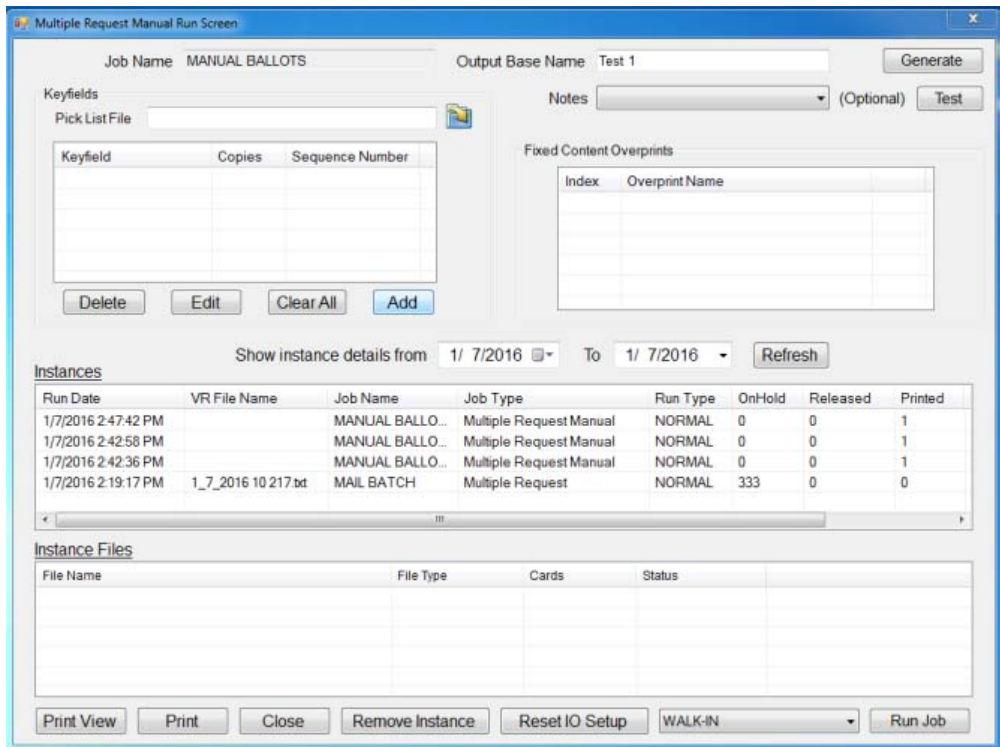 Multiple Request Manual Run Screen
Job Name MANUAL BALLOTS Output Base Name Test 1 Generate
Keyfields Notes (Optional) Test
Pick List File
Fixed Content Overprints
Keyfield Copies Sequence Number
Index Overprint Name
Delete Edit Clear All Add
Show instance details from 1/ 7/2016 To 1/ 7/2016 Refresh
Instances
Run Date VR File Name Job Name Job Type Run Type OnHold Released Printed
1/7/2016 2:47:42 PM MANUAL BALLO... Multiple Request Manual NORMAL 0 0 1
1/7/2016 2:42:58 PM MANUAL BALLO... Multiple Request Manual NORMAL 0 0 1
1/7/2016 2:42:36 PM MANUAL BALLO... Multiple Request Manual NORMAL 0 0 1
1/7/2016 2:19:17 PM 1_7_2016 10 217.txt MAIL BATCH Multiple Request NORMAL 333 0 0
Instance Files
File Name File Type Cards Status
Print View Print Close Remove Instance Reset IO Setup WALK-IN Run Job